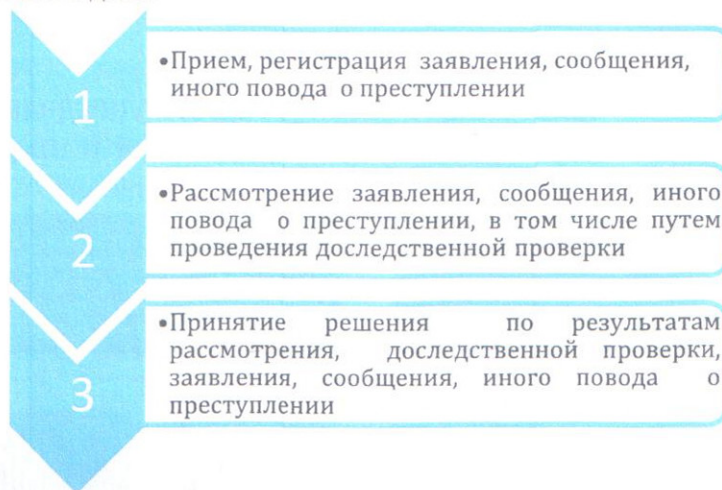 1
•Прием, регистрация заявления, сообщения,
иного повода о преступлении
2
•Рассмотрение заявления, сообщения, иного
повода о преступлении, в том числе путем
проведения доследственной проверки
3
•Принятие решения по результатам
рассмотрения, доследственной проверки,
заявления, сообщения, иного повода о
преступлении